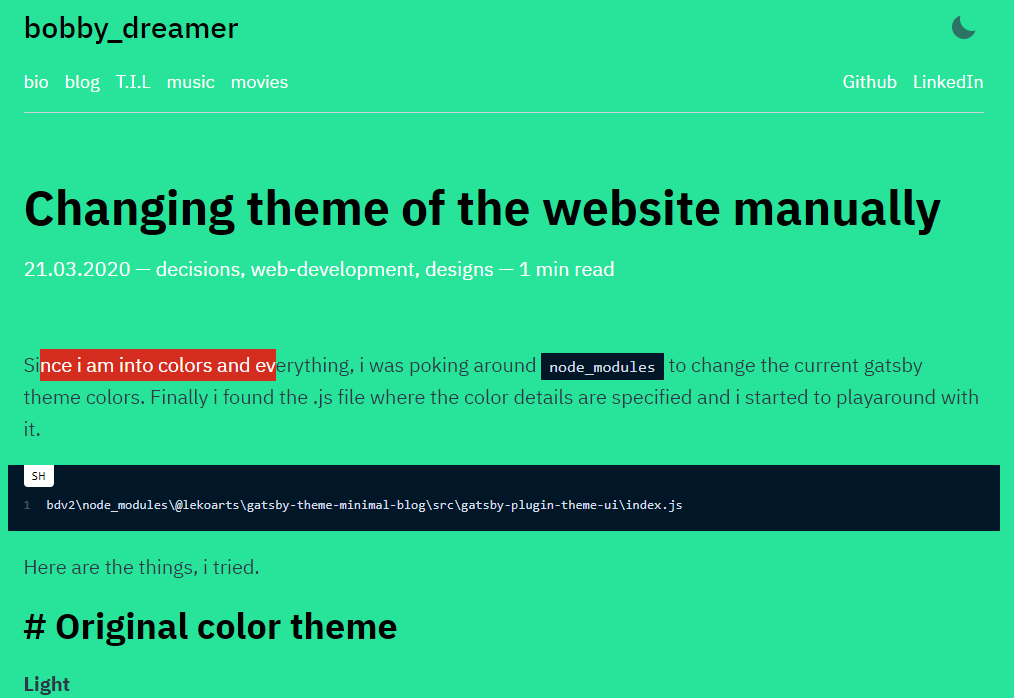 bobby_dreamer
bio blog T.I.L music movies Github LinkedIn
Changing theme of the website manually
21.03.2020 — decisions, web-development, designs — 1 min read
Since i am into colors and everything, i was poking around node_modules to change the current gatsby
theme colors. Finally i found the .js file where the color details are specified and i started to playaround with
it.
SH
1 bdv2\node_modules\@lekoarts\gatsby-theme-minimal-blog\src\gatsby-plugin-theme-ui\index.js
Here are the things, i tried.
# Original color theme
Light